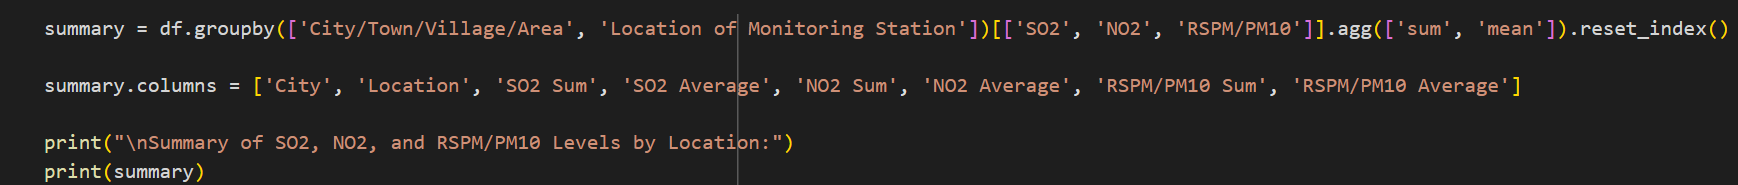 summary = df.groupby(['City/Town/Village/Area', 'Location of Monitoring Station'])[['SO2', 'NO2', 'RSPM/PM10']].agg(['sum', 'mean']).reset_index()
summary.columns = ['City', 'Location', 'SO2 Sum', 'SO2 Average', 'NO2 Sum', 'NO2 Average', 'RSPM/PM10 Sum', 'RSPM/PM10 Average']
print("\nSummary of SO2, NO2, and RSPM/PM10 Levels by Location:")
print(summary)